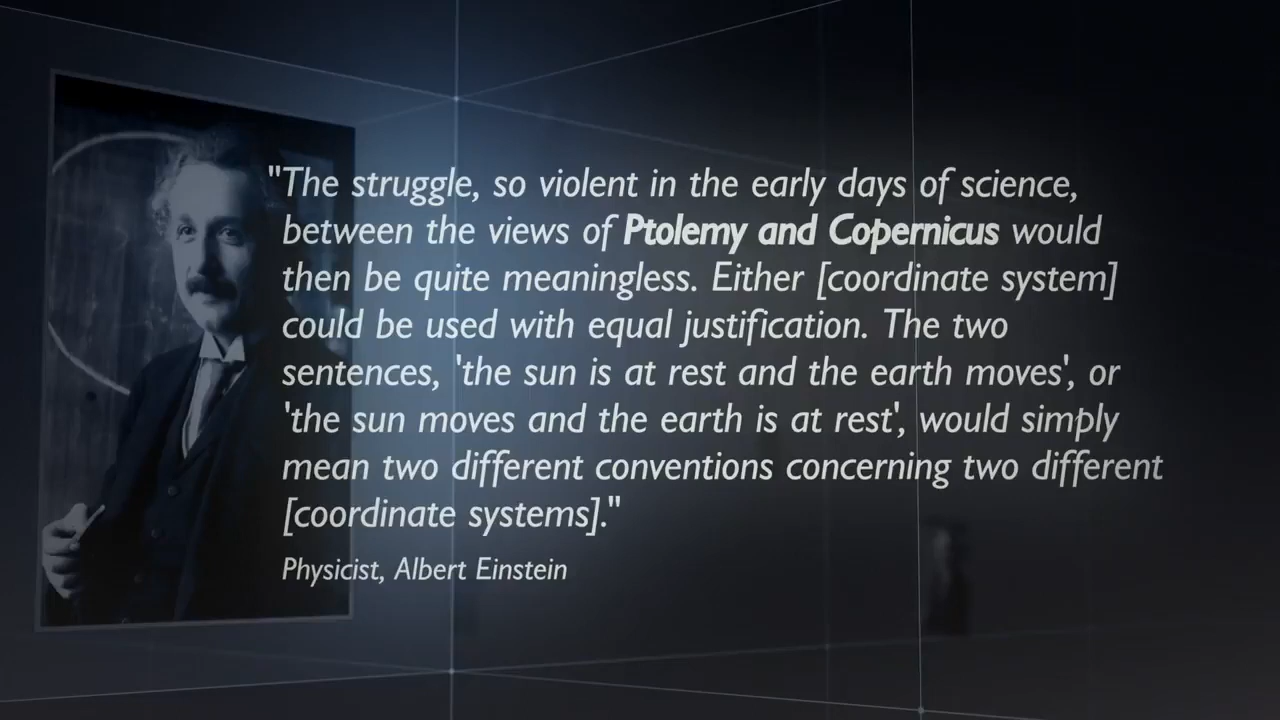 "The struggle, so violent in the early days of science,
between the views of Ptolemy and Copernicus would
then be quite meaningless. Either [coordinate system]
could be used with equal justification. The two
sentences, 'the sun is at rest and the earth moves', or
'the sun moves and the earth is at rest', would simply
mean two different conventions concerning two different
[coordinate systems]."
Physicist, Albert Einstein